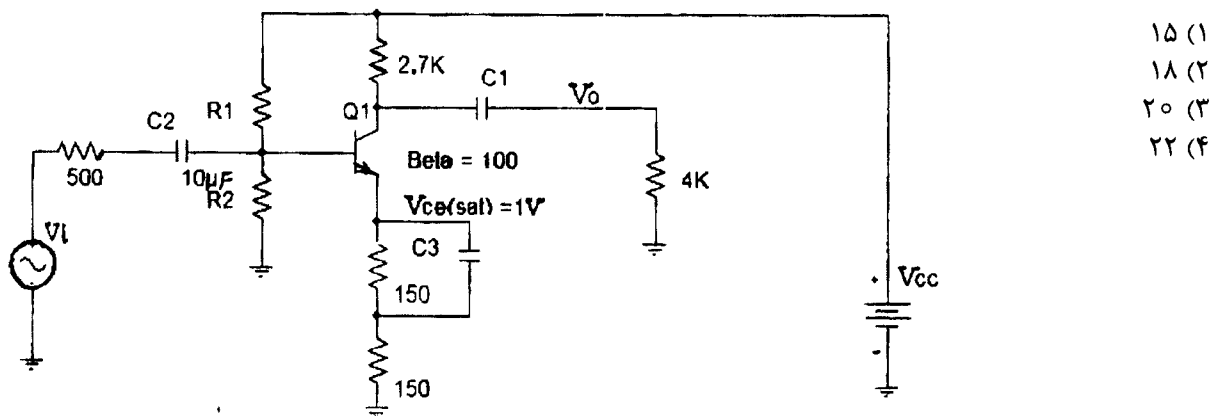 2.7K
C1
Vo
R1
Q1
C2
Beta = 100
500
10µF
R2
4K
Vce(sat) = 1V
Vi
C3
150
+
Vcc
-
150
۱) ۱۵
۲) ۱۸
۳) ۲۰
۴) ۲۲